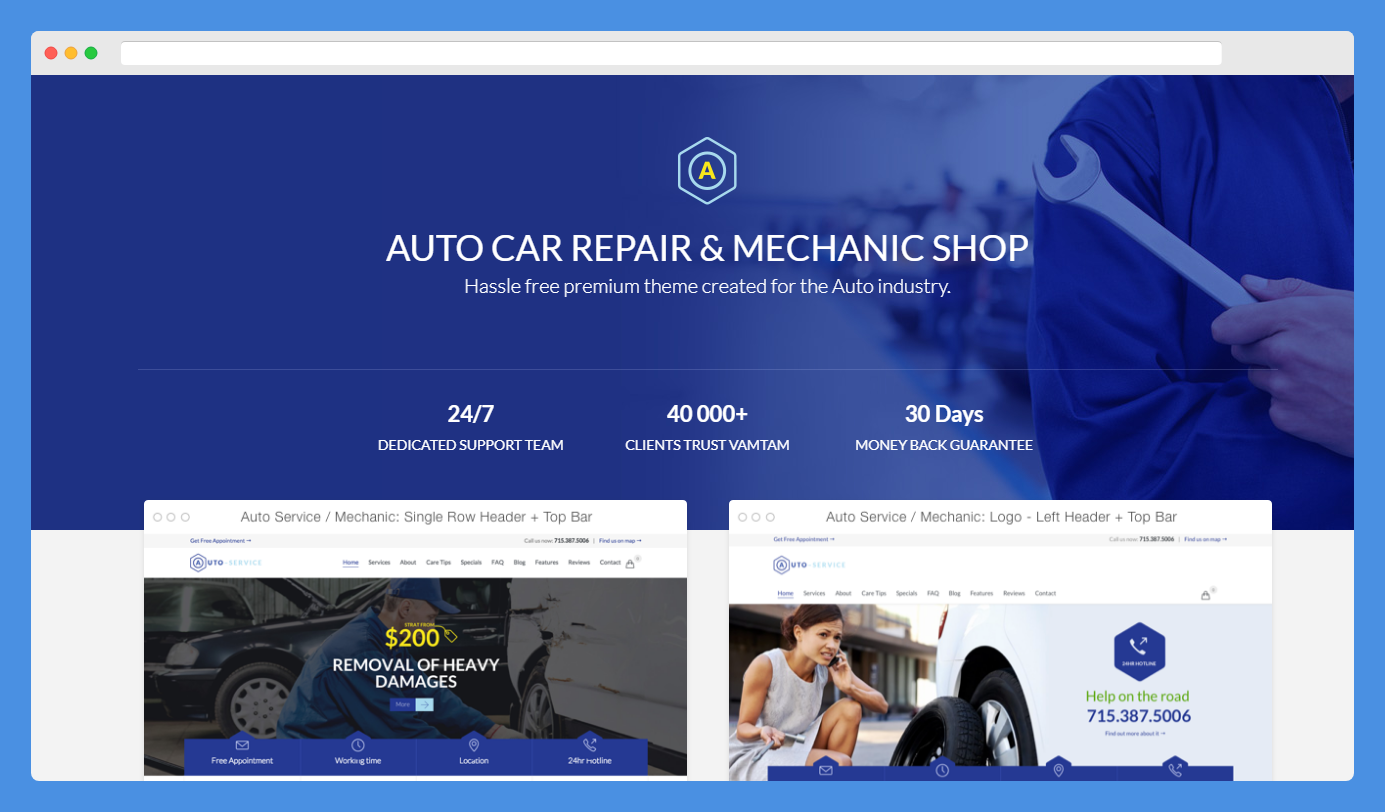 A
AUTO CAR REPAIR & MECHANIC SHOP
Hassle free premium theme created for the Auto industry.
24/7
40 000+
30 Days
DEDICATED SUPPORT TEAM
CLIENTS TRUST VAMTAM
MONEY BACK GUARANTEE
Auto Service / Mechanic: Single Row Header + Top Bar
Get Free Appointment →
Call us now: 715.387.5006 | Find us on map →
AUTO-SERVICE
Home Services About Care Tips Specials FAQ Blog Features Reviews Contact
STRAT FROM
$200
REMOVAL OF HEAVY
DAMAGES
More →
Free Appointment
Working time
Location
24hr Hotline
Auto Service / Mechanic: Logo - Left Header + Top Bar
Get Free Appointment →
Call us now: 715.387.5006 | Find us on map →
AUTO-SERVICE
Home Services About Care Tips Specials FAQ Blog Features Reviews Contact
24HR HOTLINE
Help on the road
715.387.5006
Find out more about it →